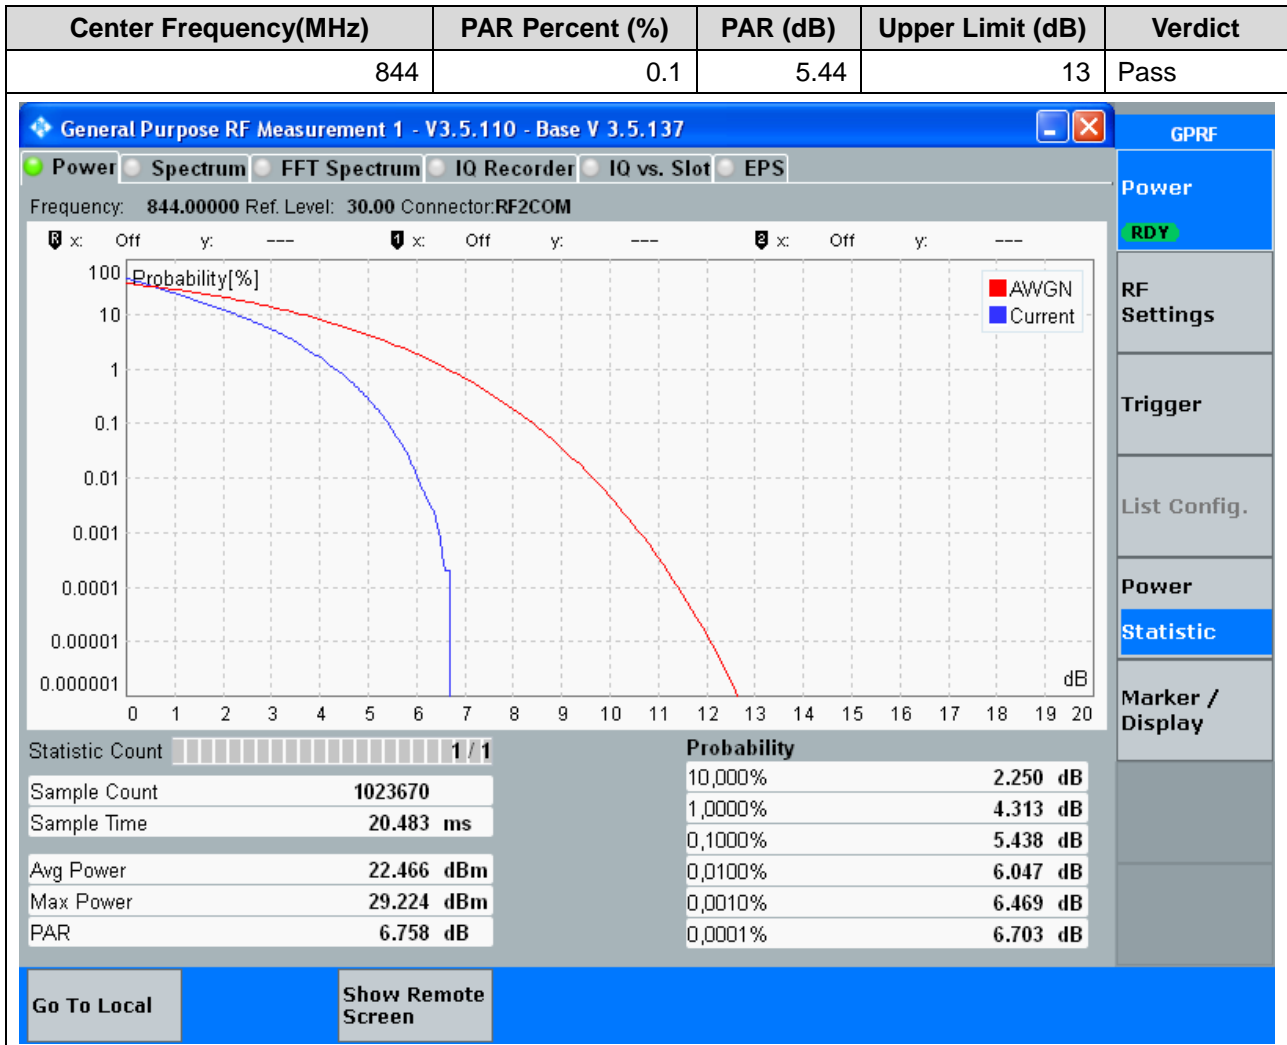 Center Frequency(MHz) PAR Percent (%) PAR (dB) Upper Limit (dB) Verdict
844 0.1 5.44 13 Pass
General Purpose RF Measurement 1 - V3.5.110 - Base V 3.5.137
GPRF
Power Spectrum FFT Spectrum IQ Recorder IQ vs. Slot EPS
Power
RDY
Frequency: 844.00000 Ref. Level: 30.00 Connector:RF2COM
R x: Off y: --- 1 x: Off y: --- 2 x: Off y: ---
Probability[%]
AWGN
Current
100
10
1
0.1
0.01
0.001
0.0001
0.00001
0.000001
dB
0 1 2 3 4 5 6 7 8 9 10 11 12 13 14 15 16 17 18 19 20
RF
Settings
Trigger
List Config.
Power
Statistic
Marker /
Display
Statistic Count 1 / 1
Sample Count 1023670
Sample Time 20.483 ms
Avg Power 22.466 dBm
Max Power 29.224 dBm
PAR 6.758 dB
Probability
10,000% 2.250 dB
1,0000% 4.313 dB
0,1000% 5.438 dB
0,0100% 6.047 dB
0,0010% 6.469 dB
0,0001% 6.703 dB
Go To Local
Show Remote
Screen